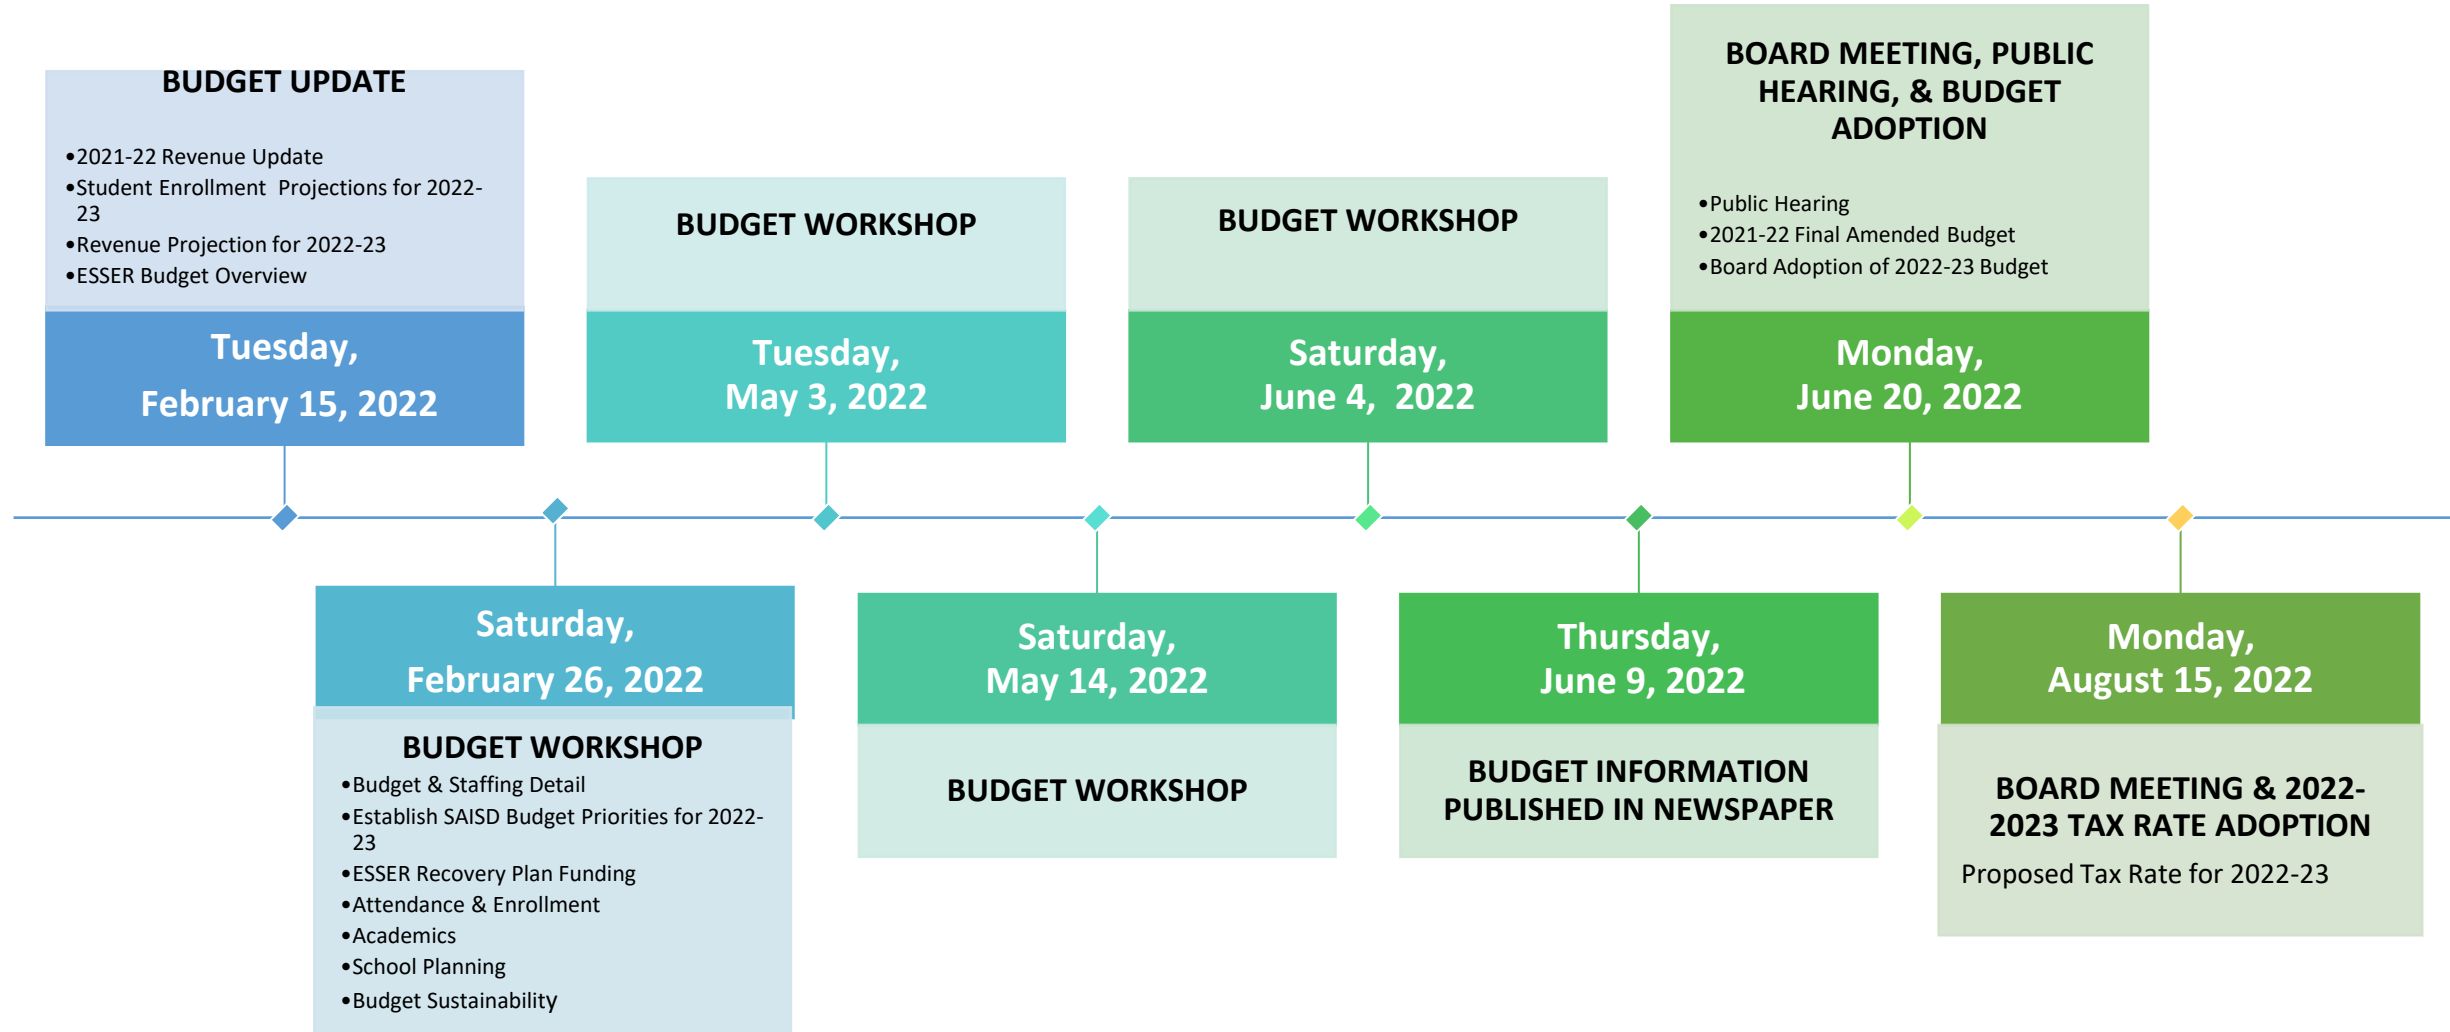 BUDGET UPDATE
•2021-22 Revenue Update
•Student Enrollment  Projections for 2022-
23
•Revenue Projection for 2022-23
•ESSER Budget Overview
Tuesday,
February 15, 2022
Saturday,
February 26, 2022
BUDGET WORKSHOP
•Budget & Staffing Detail
•Establish SAISD Budget Priorities for 2022-
23
•ESSER Recovery Plan Funding
•Attendance & Enrollment
•Academics
•School Planning
•Budget Sustainability
BUDGET WORKSHOP
Tuesday,
May 3, 2022
Saturday,
May 14, 2022
BUDGET WORKSHOP
BUDGET WORKSHOP
Saturday,
June 4,  2022
Thursday,
June 9, 2022
BUDGET INFORMATION
PUBLISHED IN NEWSPAPER
BOARD MEETING, PUBLIC
HEARING, & BUDGET
ADOPTION
•Public Hearing
•2021-22 Final Amended Budget
•Board Adoption of 2022-23 Budget
Monday,
June 20, 2022
Monday,
August 15, 2022
BOARD MEETING & 2022-
2023 TAX RATE ADOPTION
Proposed Tax Rate for 2022-23